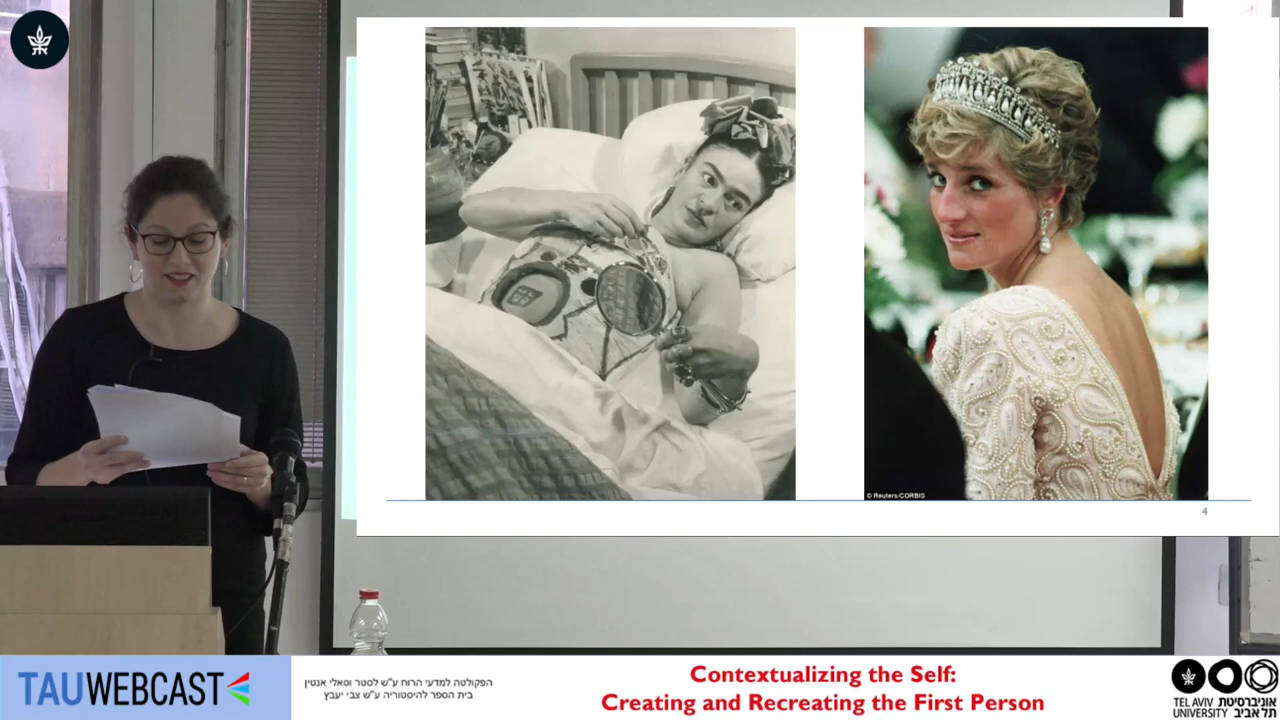 © Reuters/CORBIS
4
TAUWEBCAST
הפקולטה למדעי הרוח ע"ש לסטר וסאלי אנטין
בית הספר להיסטוריה ע"ש צבי יעבץ
Contextualizing the Self:
Creating and Recreating the First Person
TEL AVIV אוניברסיטת
UNIVERSITY תל אביב